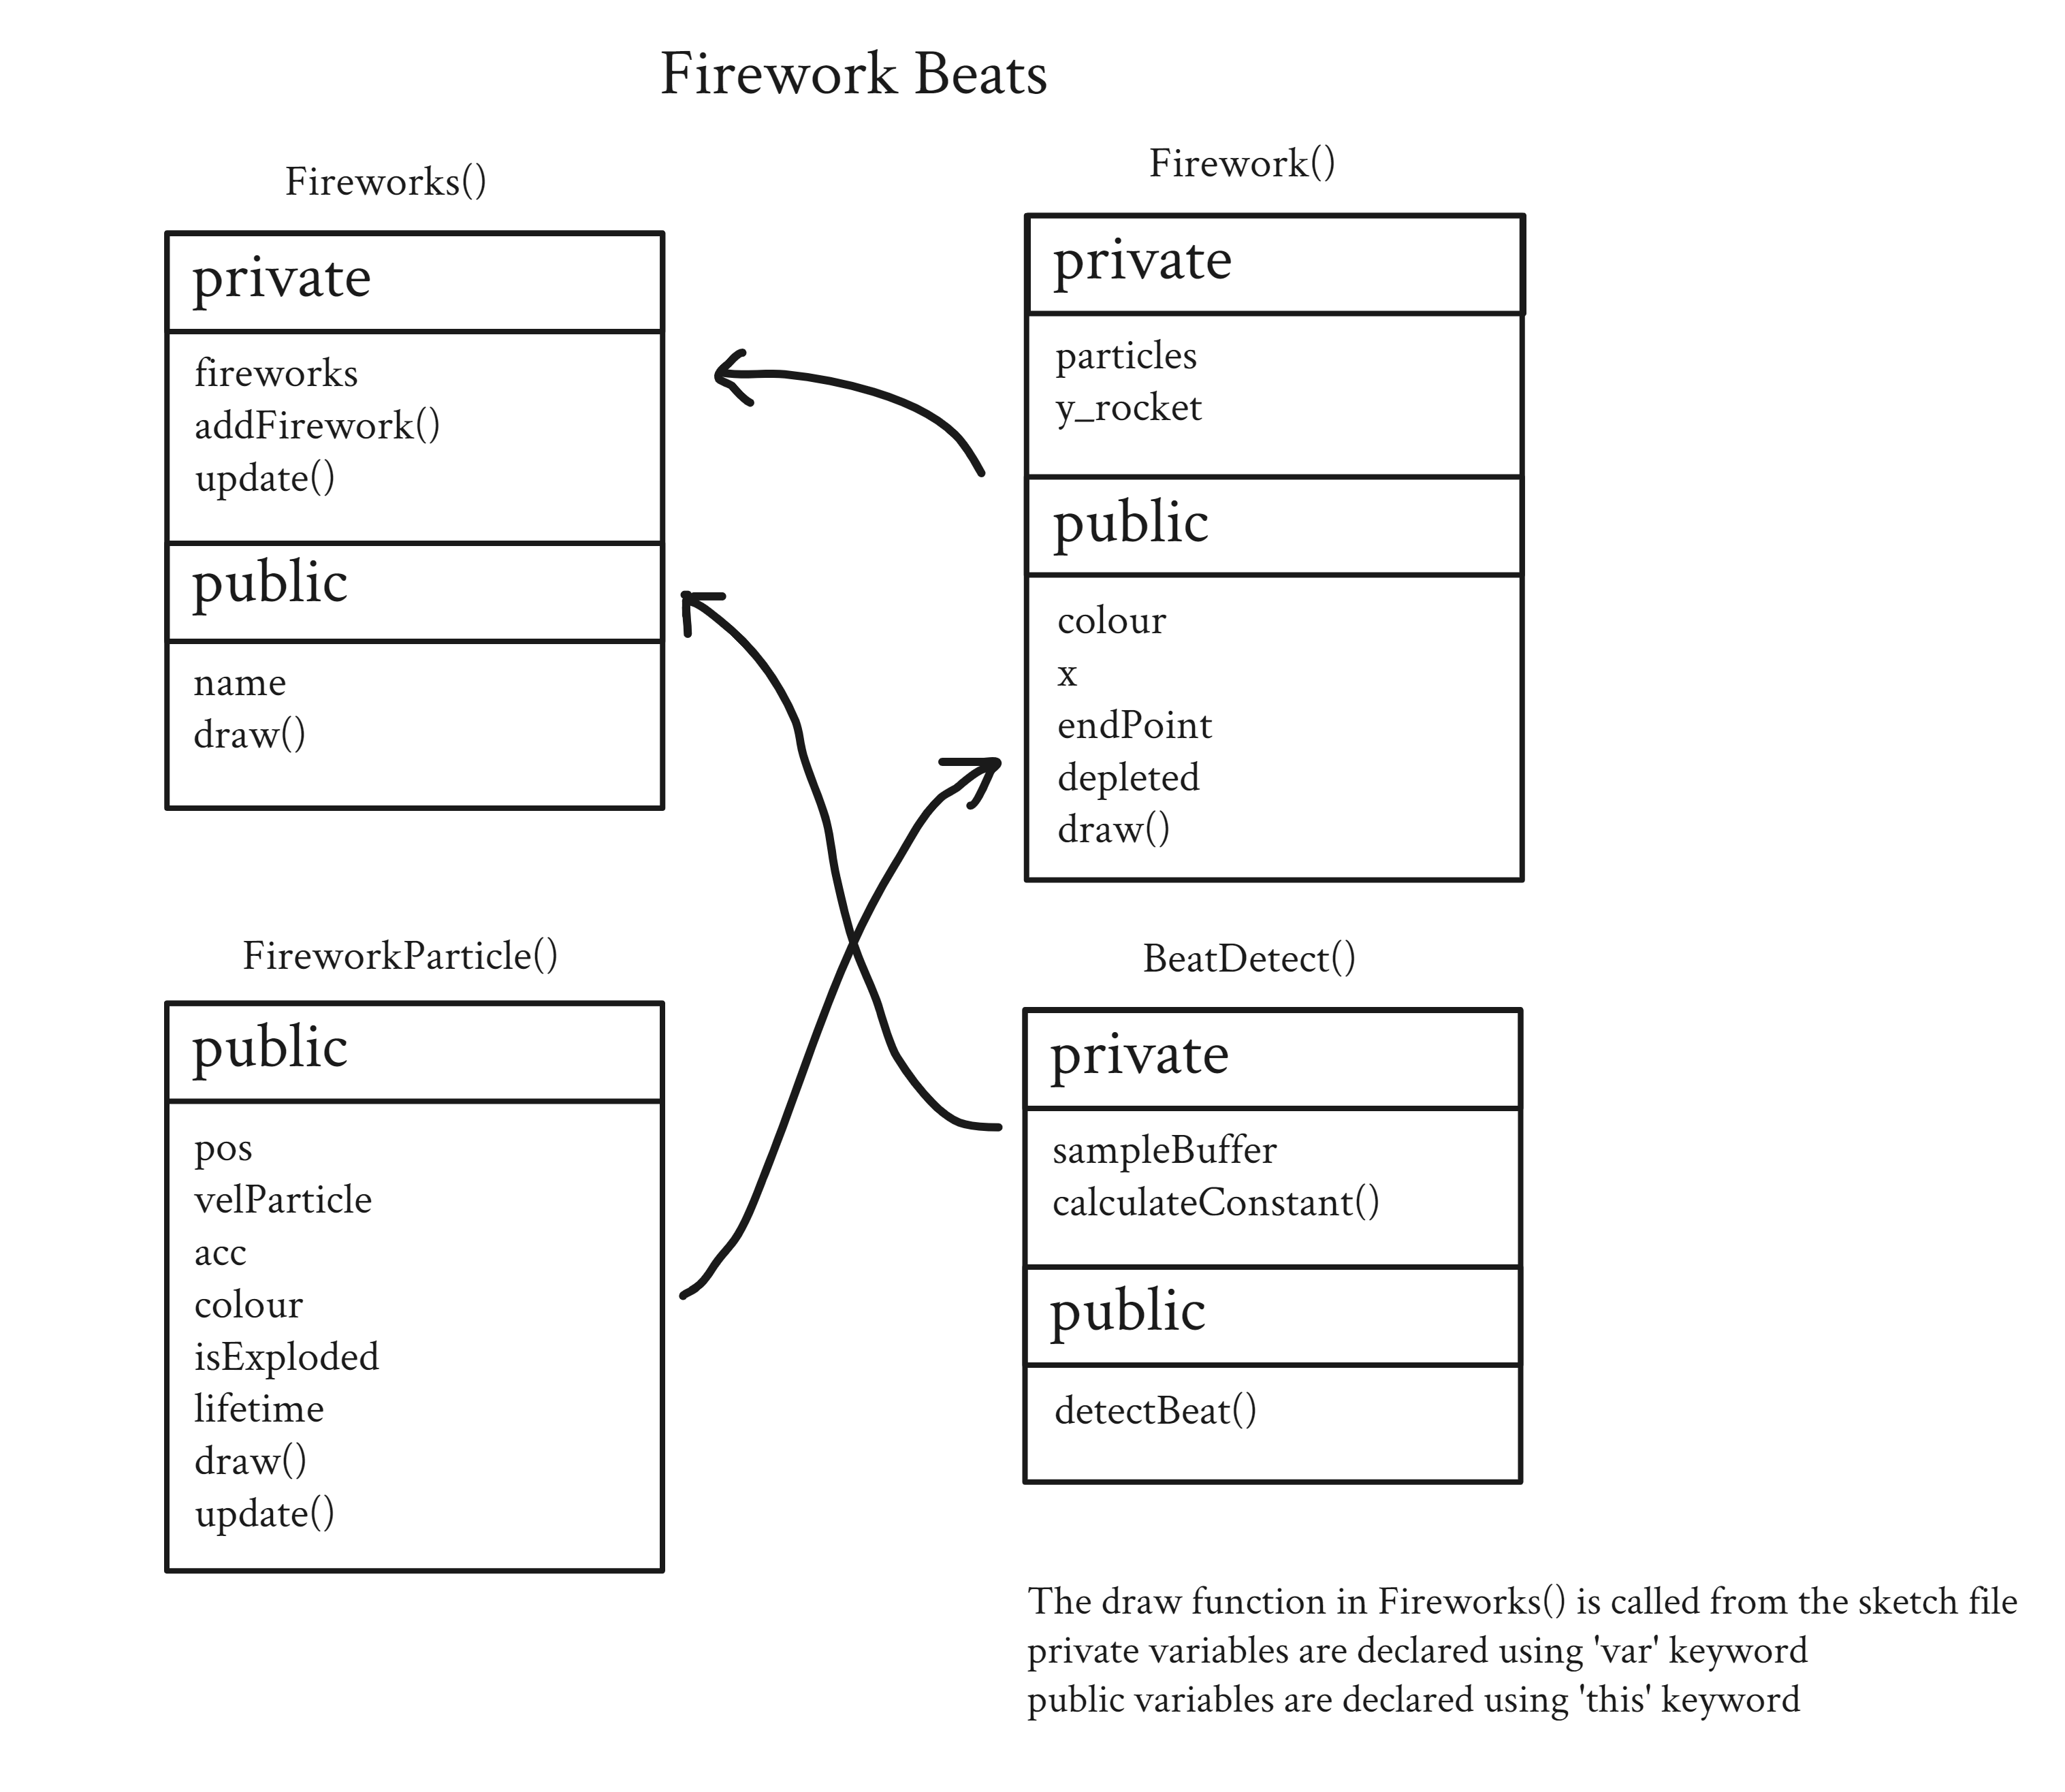 Firework Beats
Fireworks()
private
fireworks
addFirework()
update()
public
name
draw()
Firework()
private
particles
y_rocket
public
colour
x
endPoint
depleted
draw()
FireworkParticle()
public
pos
velParticle
acc
colour
isExploded
lifetime
draw()
update()
BeatDetect()
private
sampleBuffer
calculateConstant()
public
detectBeat()
The draw function in Fireworks() is called from the sketch file
private variables are declared using 'var' keyword
public variables are declared using 'this' keyword